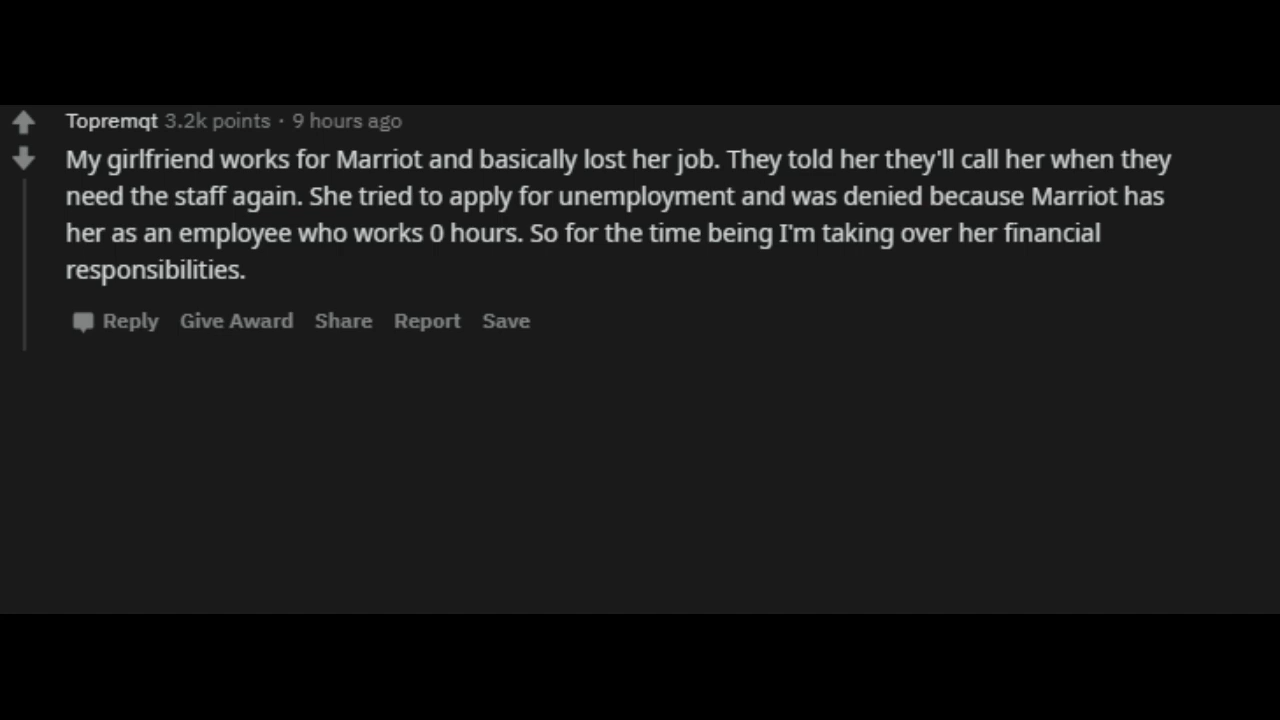 Topremqt 3.2k points · 9 hours ago
My girlfriend works for Marriot and basically lost her job. They told her they'll call her when they
need the staff again. She tried to apply for unemployment and was denied because Marriot has
her as an employee who works 0 hours. So for the time being I'm taking over her financial
responsibilities.
Reply Give Award Share Report Save